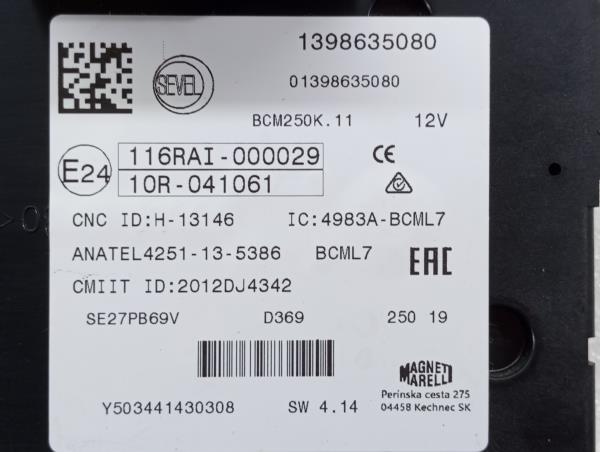 1398635080
SEVEL
01398635080
BCM250K.11 12V
E24
116RAI-000029
10R-041061
CE
CNC ID:H-13146 IC:4983A-BCML7
ANATEL4251-13-5386 BCML7
EAC
CMIIT ID:2012DJ4342
SE27PB69V D369 250 19
MAGNETI
MARELLI
Perinska cesta 275
04458 Kechnec SK
Y503441430308 SW 4.14